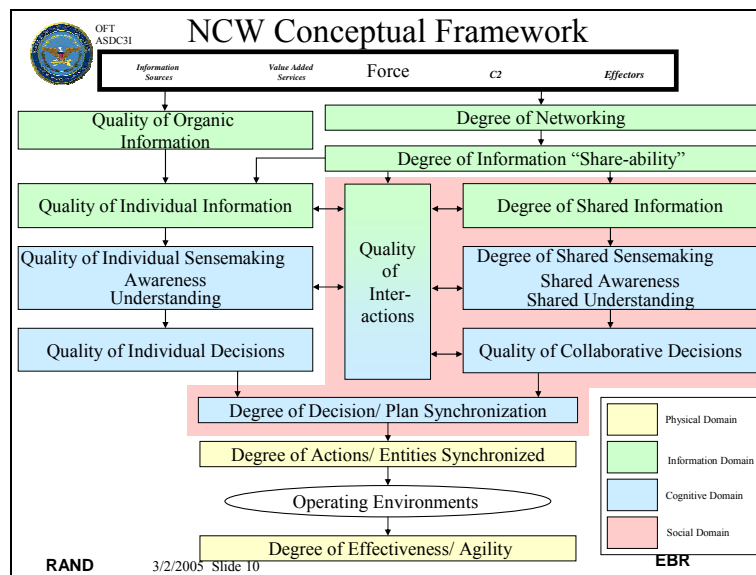 OFT
ASDC3I
NCW Conceptual Framework
Information
Sources
Value Added
Services
Force
C2
Effectors
Quality of Organic
Information
Degree of Networking
Degree of Information “Share-ability”
Quality of Individual Information
Quality
of
Inter-
actions
Degree of Shared Information
Quality of Individual Sensemaking
Awareness
Understanding
Degree of Shared Sensemaking
Shared Awareness
Shared Understanding
Quality of Individual Decisions
Quality of Collaborative Decisions
Degree of Decision/ Plan Synchronization
Degree of Actions/ Entities Synchronized
Operating Environments
Degree of Effectiveness/ Agility
Physical Domain
Information Domain
Cognitive Domain
Social Domain
RAND
3/2/2005 Slide 10
EBR